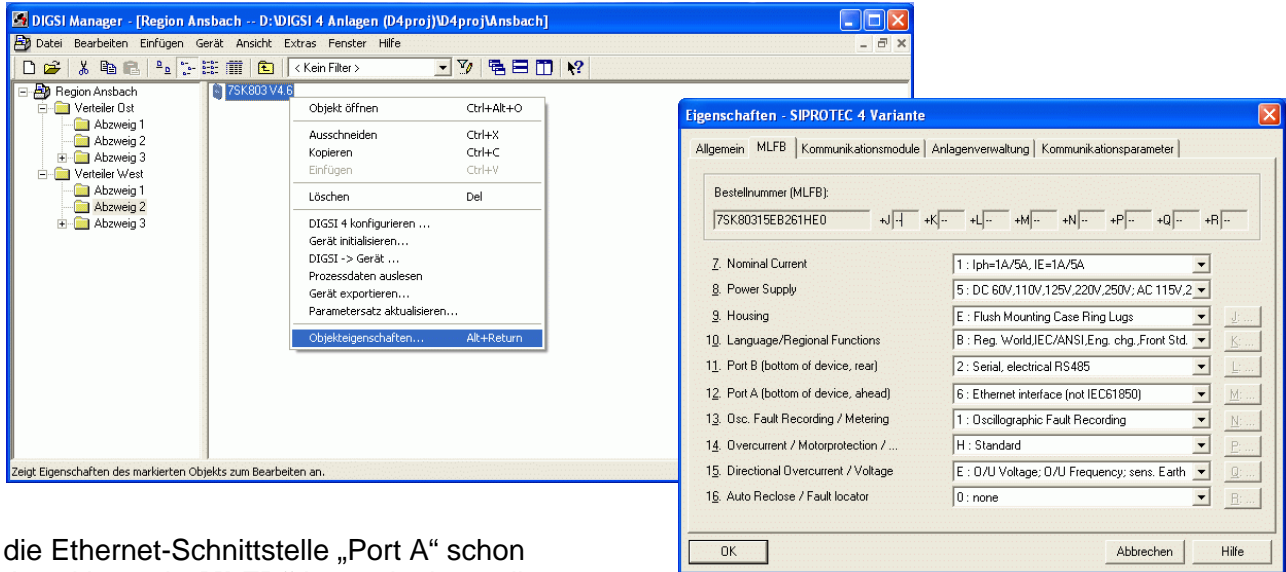 DIGSI Manager - [Region Ansbach -- D:\DIGSI 4 Anlagen (D4proj)\D4proj\Ansbach]
Datei Bearbeiten Einfügen Gerät Ansicht Extras Fenster Hilfe
< Kein Filter >
Region Ansbach
Verteiler Ost
Abzweig 1
Abzweig 2
Abzweig 3
Verteiler West
Abzweig 1
Abzweig 2
Abzweig 3
7SK803 V4.6
Objekt öffnen Ctrl+Alt+O
Ausschneiden Ctrl+X
Kopieren Ctrl+C
Einfügen Ctrl+V
Löschen Del
DIGSI 4 konfigurieren ...
Gerät initialisieren...
DIGSI -> Gerät ...
Prozessdaten auslesen
Gerät exportieren...
Parametersatz aktualisieren...
Objekteigenschaften... Alt+Return
Zeigt Eigenschaften des markierten Objekts zum Bearbeiten an.
Eigenschaften - SIPROTEC 4 Variante
Allgemein MLFB Kommunikationsmodule Anlagenverwaltung Kommunikationsparameter
Bestellnummer (MLFB):
7SK80315EB261HE0 +J -- +K -- +L -- +M -- +N -- +P -- +Q -- +R --
7. Nominal Current 1 : Iph=1A/5A, IE=1A/5A
8. Power Supply 5 : DC 60V,110V,125V,220V,250V; AC 115V,2
9. Housing E : Flush Mounting Case Ring Lugs J: ...
10. Language/Regional Functions B : Reg. World,IEC/ANSI,Eng. chg.,Front Std. K: ...
11. Port B (bottom of device, rear) 2 : Serial, electrical RS485 L: ...
12. Port A (bottom of device, ahead) 6 : Ethernet interface (not IEC61850) M: ...
13. Osc. Fault Recording / Metering 1 : Oscillographic Fault Recording N: ...
14. Overcurrent / Motorprotection / ... H : Standard P: ...
15. Directional Overcurrent / Voltage E : O/U Voltage; O/U Frequency; sens. Earth Q: ...
16. Auto Reclose / Fault locator 0 : none R: ...
OK Abbrechen Hilfe
die Ethernet-Schnittstelle „Port A“ schon